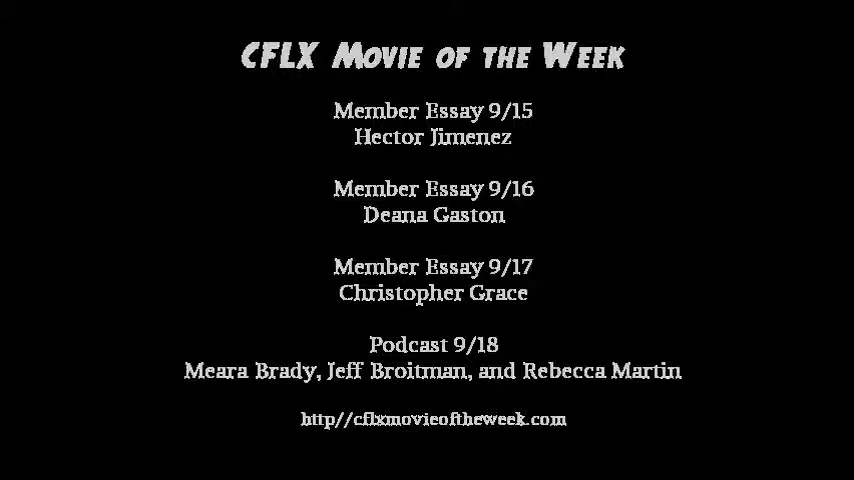 CFLX Movie of the Week
Member Essay 9/15
Hector Jimenez
Member Essay 9/16
Deana Gaston
Member Essay 9/17
Christopher Grace
Podcast 9/18
Meara Brady, Jeff Broitman, and Rebecca Martin
http//cflxmovieoftheweek.com